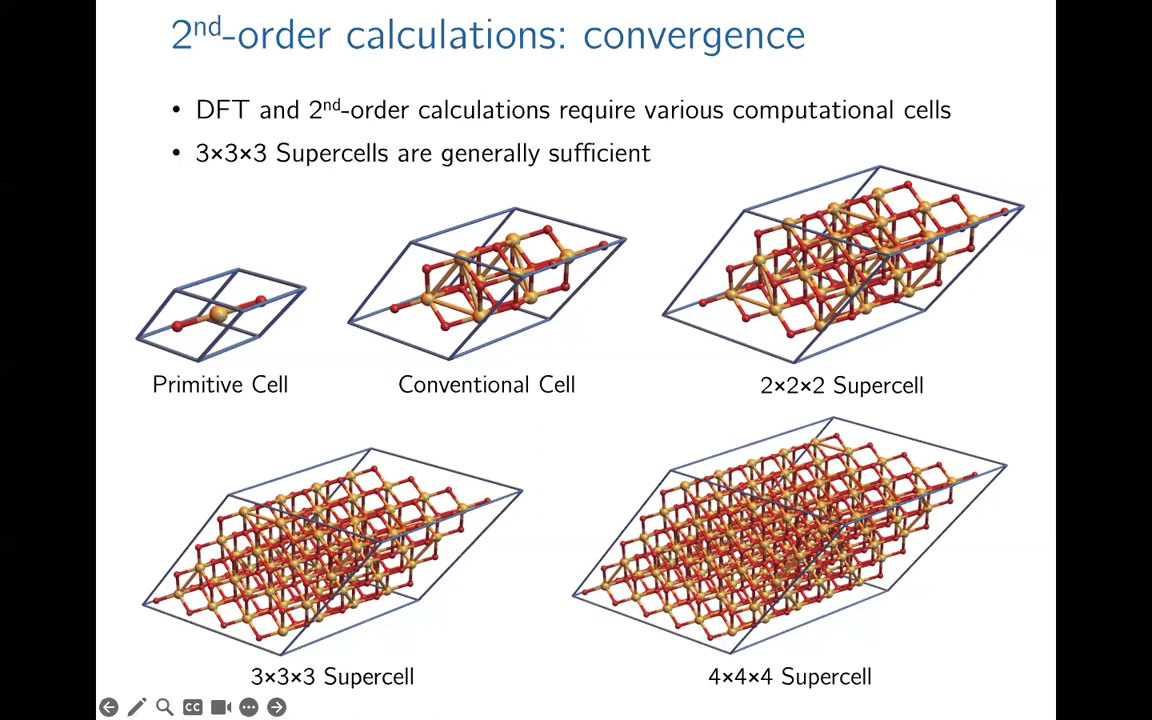 2nd-order calculations: convergence
• DFT and 2nd-order calculations require various computational cells
• 3×3×3 Supercells are generally sufficient
Primitive Cell
Conventional Cell
2×2×2 Supercell
3×3×3 Supercell
4×4×4 Supercell
CC